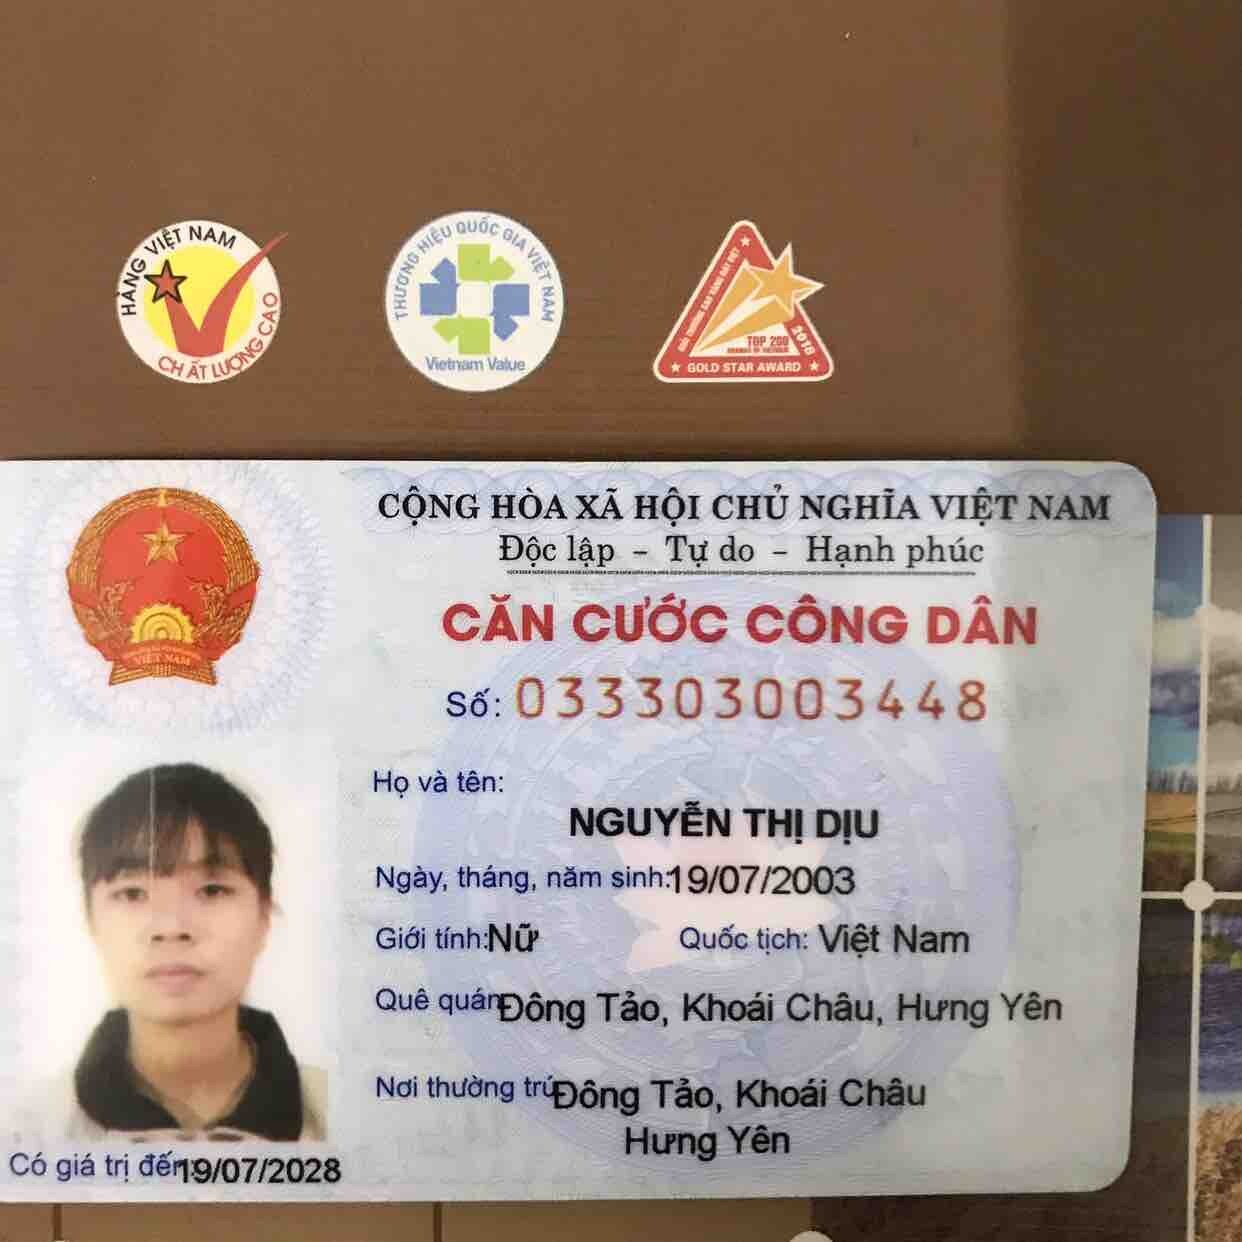 HÀNG VIỆT NAM
CHẤT LƯỢNG CAO
THƯƠNG HIỆU QUỐC GIA VIỆT NAM
Vietnam Value
TOP 200
2018
GOLD STAR AWARD
CỘNG HÒA XÃ HỘI CHỦ NGHĨA VIỆT NAM
Độc lập - Tự do - Hạnh phúc
CĂN CƯỚC CÔNG DÂN
Số: 033303003448
VIỆT NAM
Họ và tên:
NGUYỄN THỊ DỊU
Ngày, tháng, năm sinh:19/07/2003
Giới tính:Nữ Quốc tịch: Việt Nam
Quê quán:Đông Tảo, Khoái Châu, Hưng Yên
Nơi thường trú:Đông Tảo, Khoái Châu
Hưng Yên
Có giá trị đến:19/07/2028